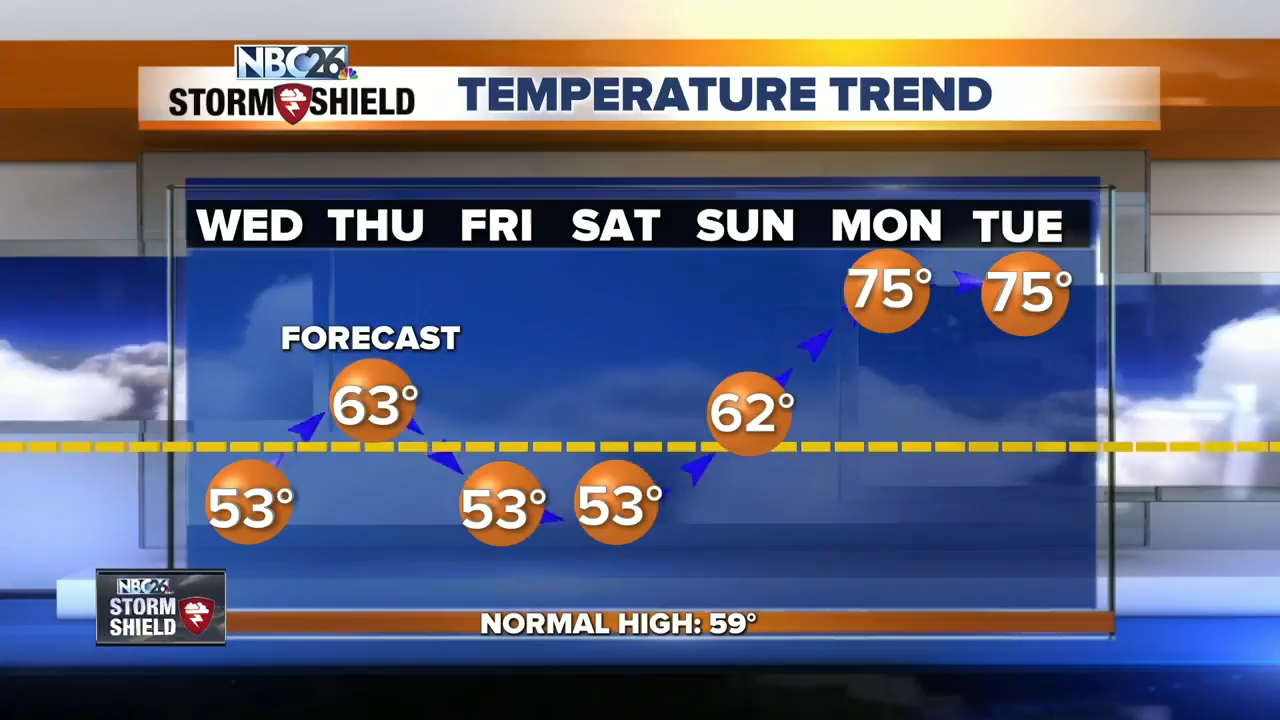 NBC26
STORM SHIELD
TEMPERATURE TREND
WED THU FRI SAT SUN MON TUE
75° 75°
FORECAST
63° 62°
53° 53° 53°
NBC26
STORM
SHIELD
NORMAL HIGH: 59°